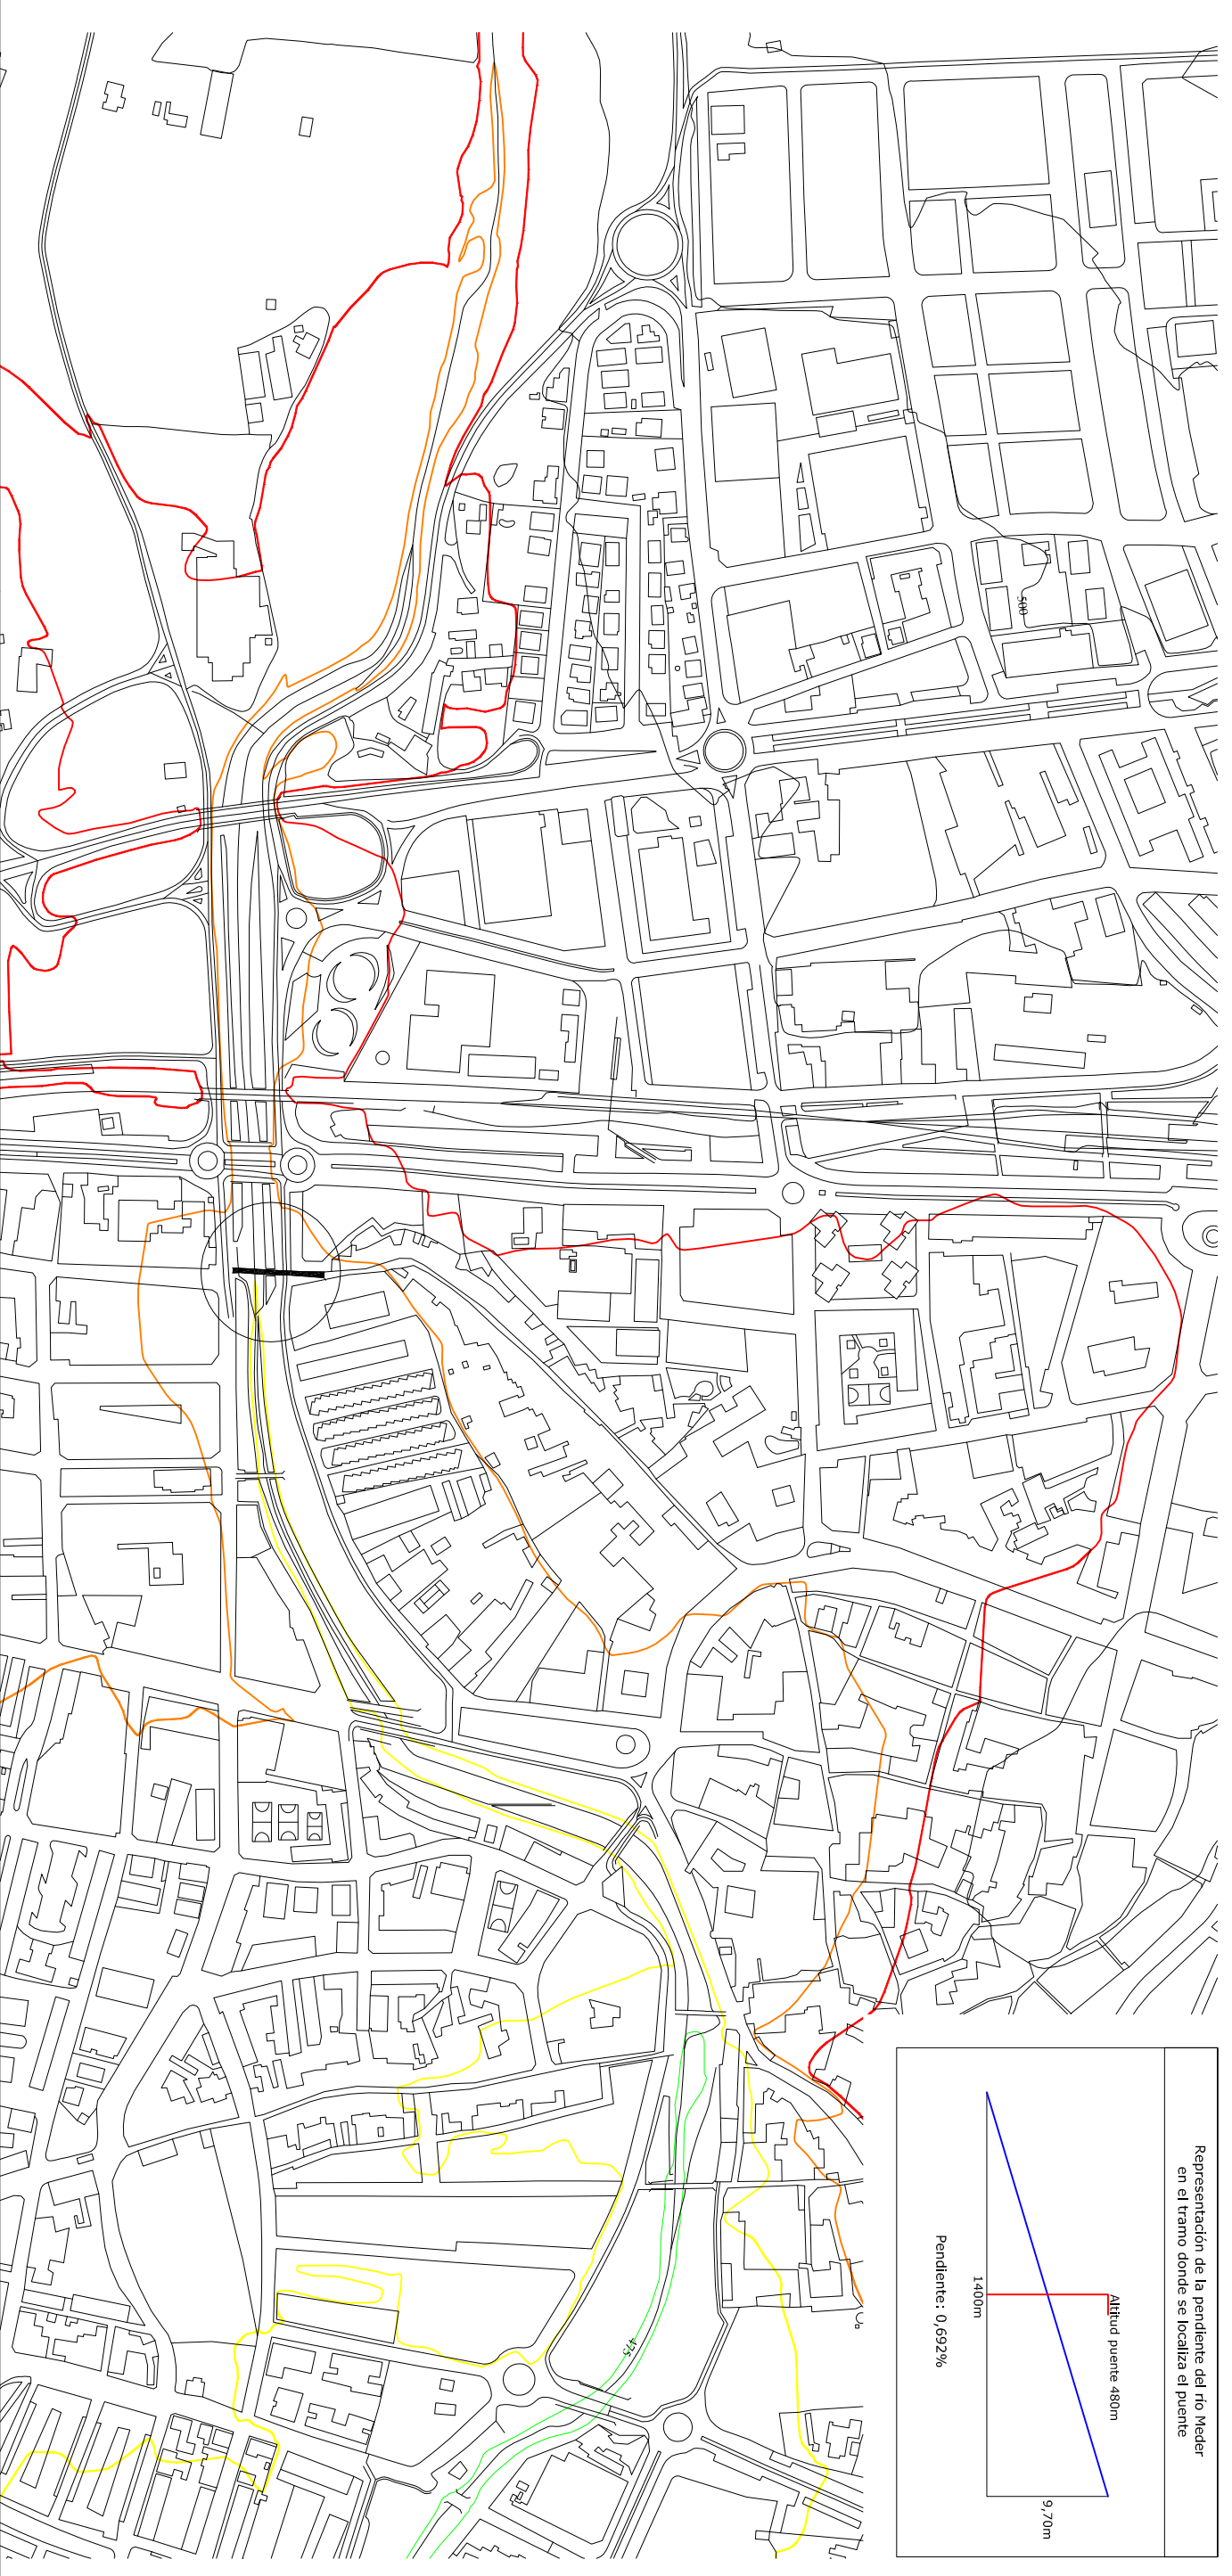 Representación de la pendiente del río Meder
en el tramo donde se localiza el puente
Altitud puente 480m
1400m
9,70m
Pendiente: 0,692%
500
475